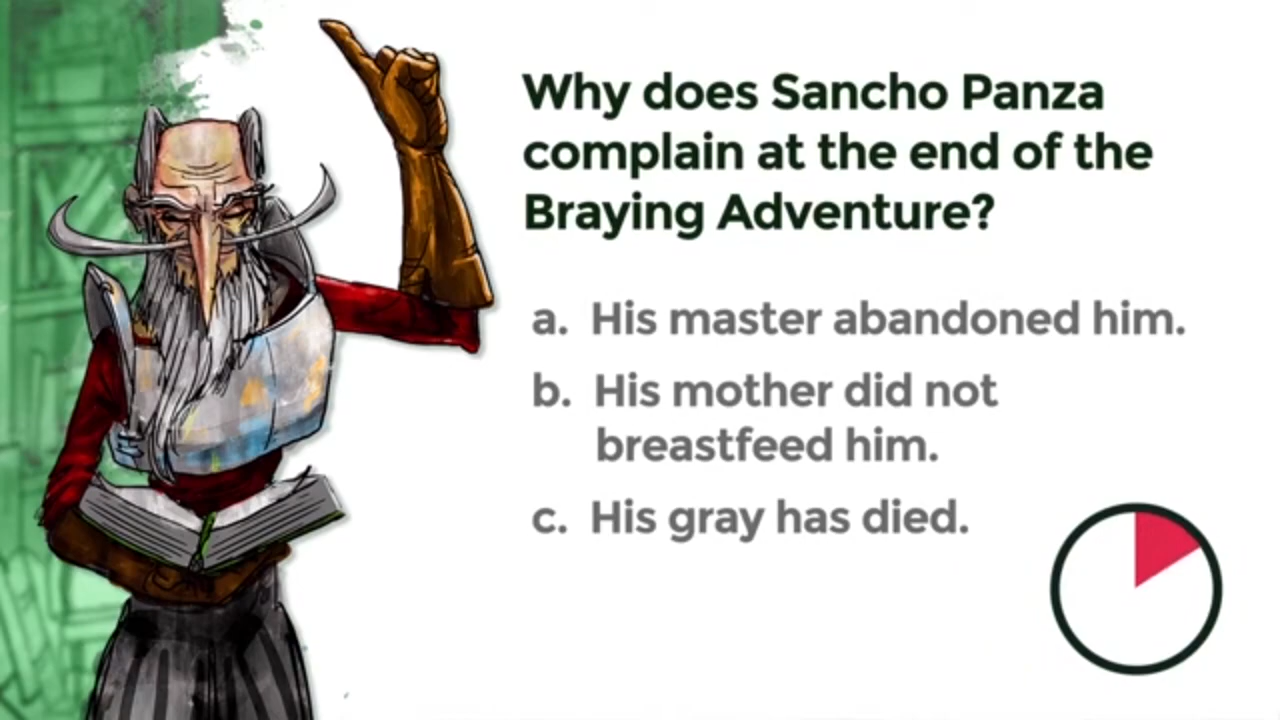 Why does Sancho Panza
complain at the end of the
Braying Adventure?
a. His master abandoned him.
b. His mother did not
breastfeed him.
c. His gray has died.